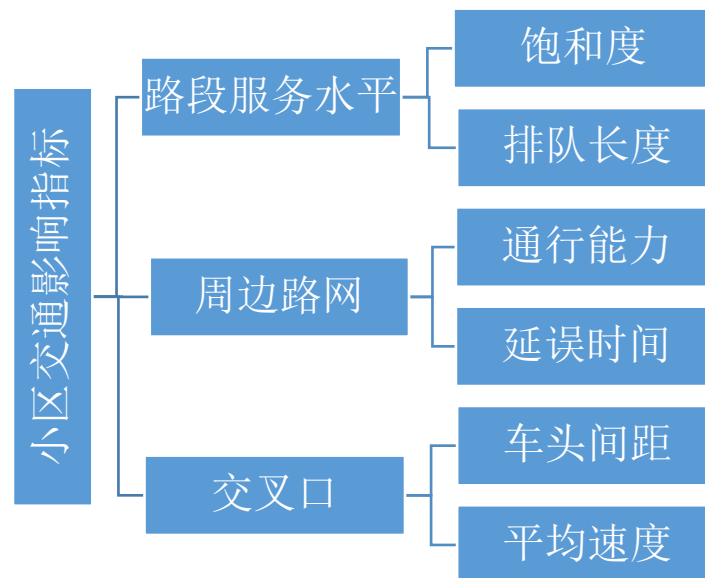 小区交通影响指标
路段服务水平
饱和度
排队长度
周边路网
通行能力
延误时间
交叉口
车头间距
平均速度